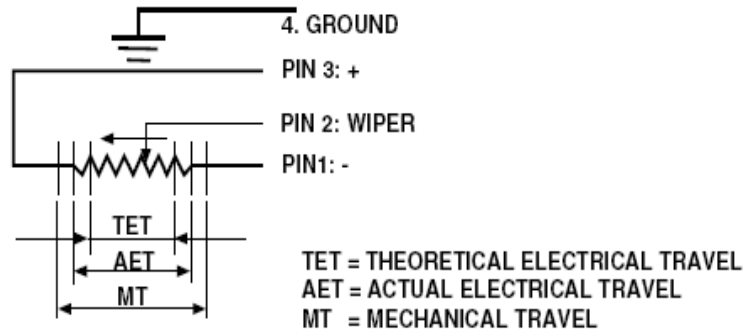 4. GROUND
PIN 3: +
PIN 2: WIPER
PIN1: -
TET
AET
MT
TET = THEORETICAL ELECTRICAL TRAVEL
AET = ACTUAL ELECTRICAL TRAVEL
MT = MECHANICAL TRAVEL